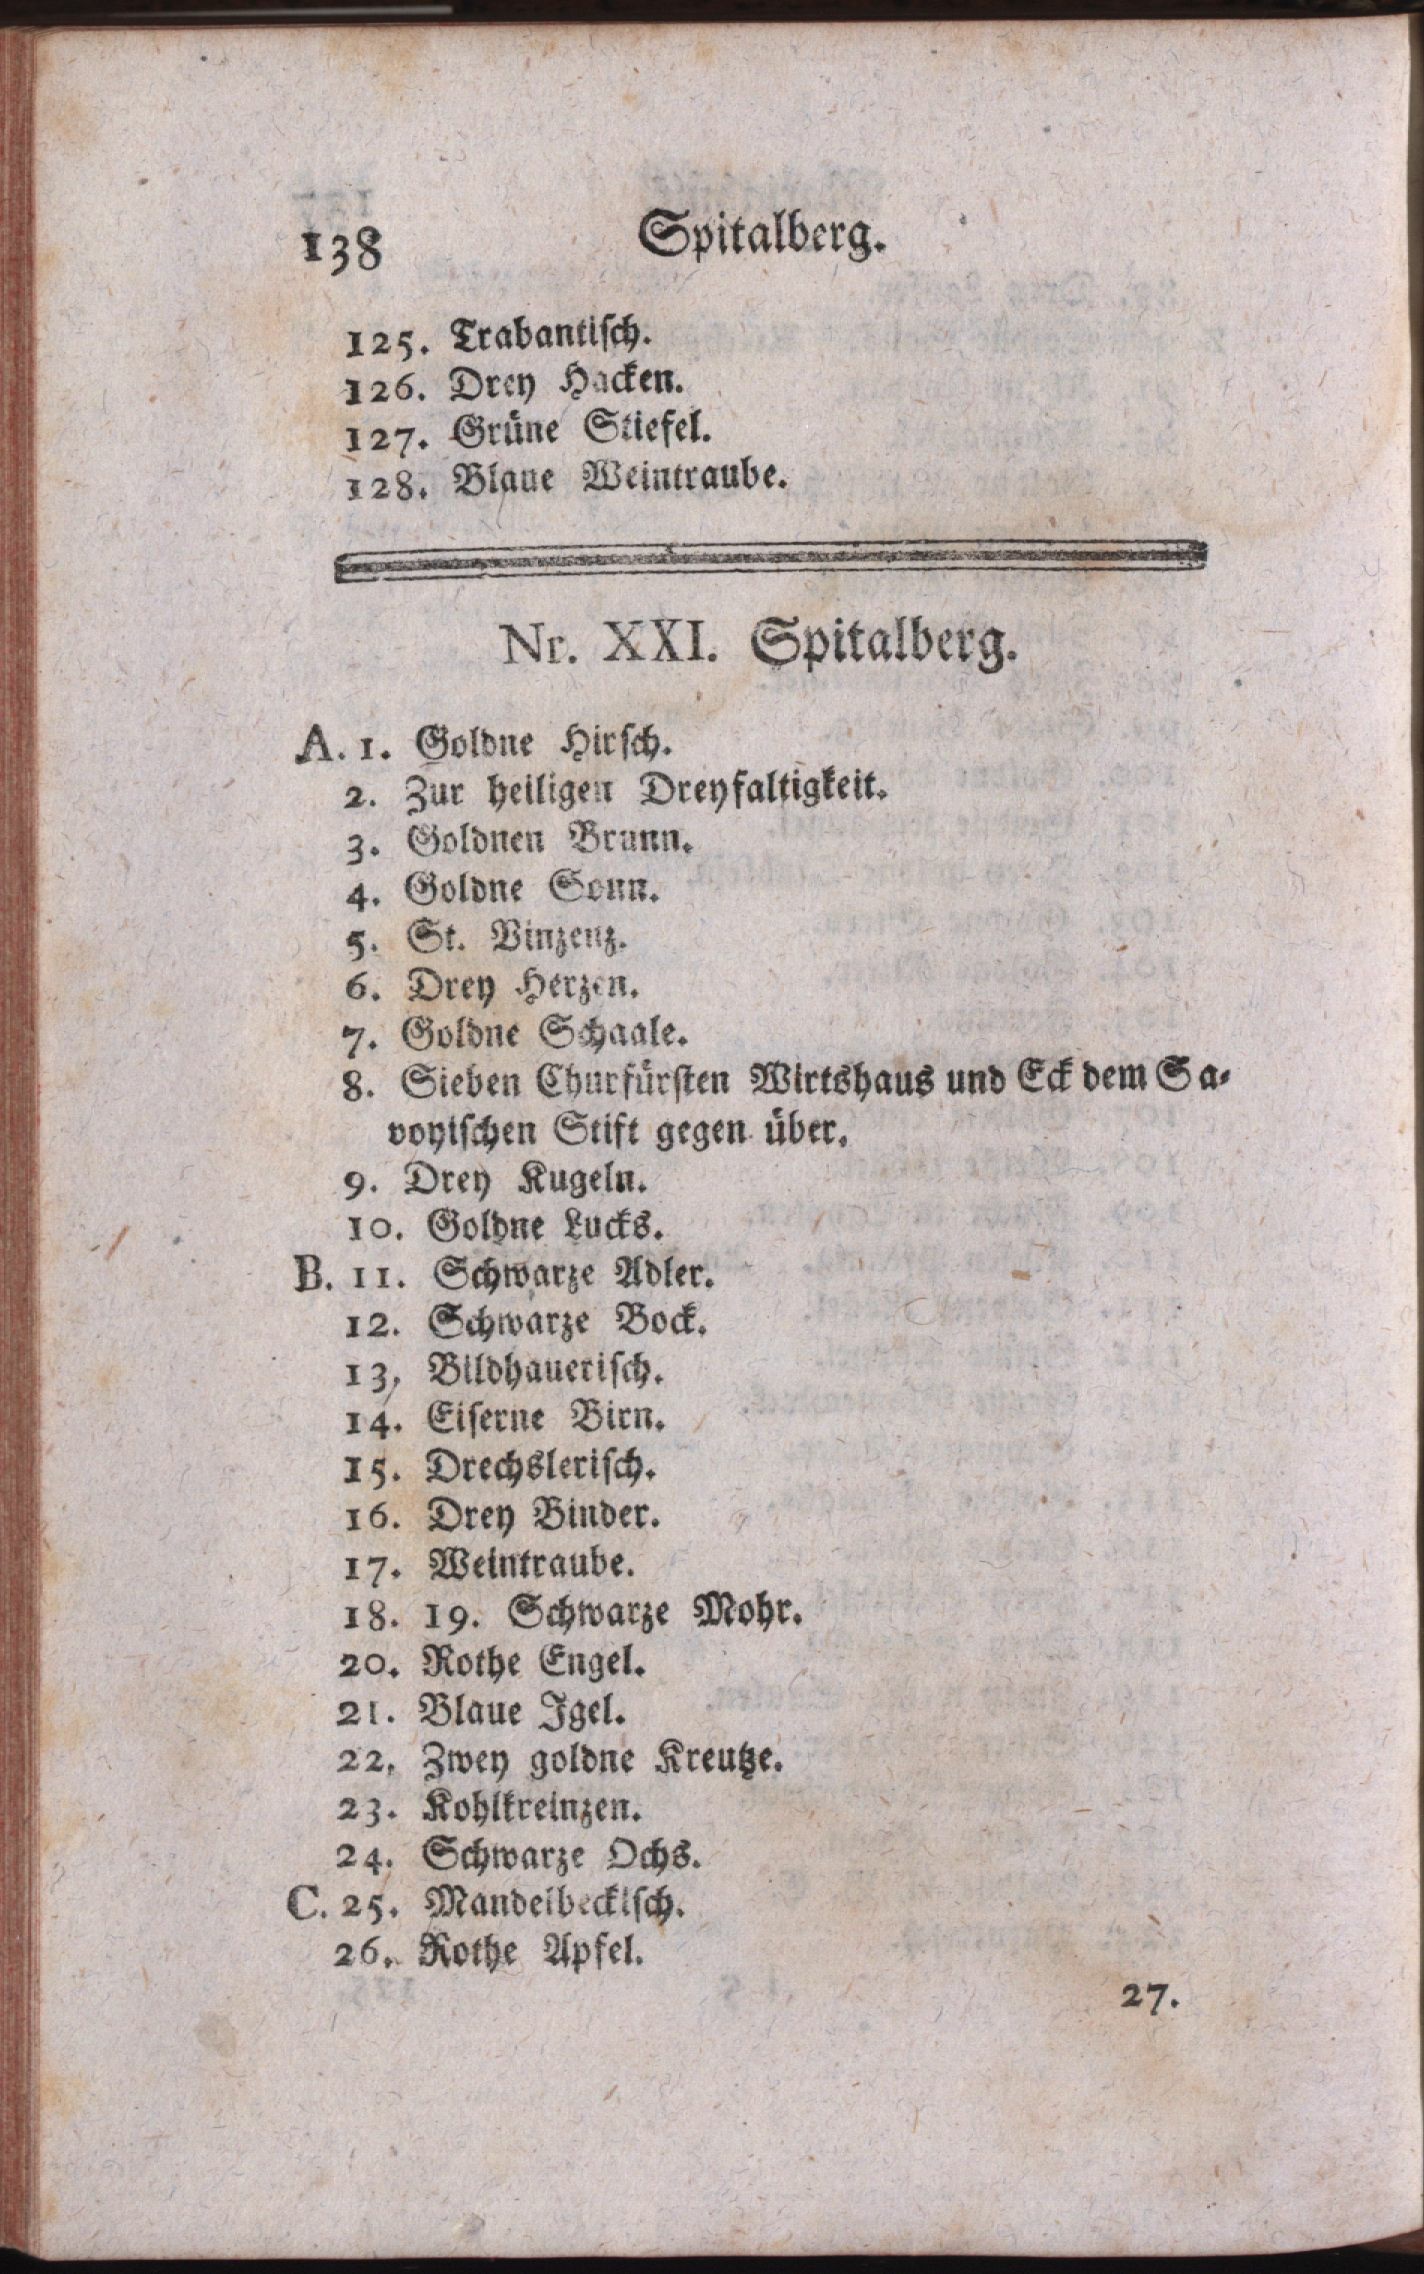 138 Spitalberg.
125. Trabantiſch.
126. Drey Hacken.
127. Grüne Stiefel.
128. Blaue Weintraube.
Nr. XXI. Spitalberg.
A. 1. Goldne Hirſch.
2. Zur heiligen Dreyfaltigkeit.
3. Goldnen Brunn.
4. Goldne Sonn.
5. St. Vinzenz.
6. Drey Herzen.
7. Goldne Schaale.
8. Sieben Churfürſten Wirtshaus und Eck dem Sa⸗
voyiſchen Stift gegen über.
9. Drey Kugeln.
10. Goldne Lucks.
B. 11. Schwarze Adler.
12. Schwarze Bock.
13. Bildhaueriſch.
14. Eiſerne Birn.
15. Drechsleriſch.
16. Drey Binder.
17. Weintraube.
18. 19. Schwarze Mohr.
20. Rothe Engel.
21. Blaue Igel.
22. Zwey goldne Kreutze.
23. Kohlkreinzen.
24. Schwarze Ochs.
C. 25. Mandelbeckiſch.
26. Rothe Apfel.
27.